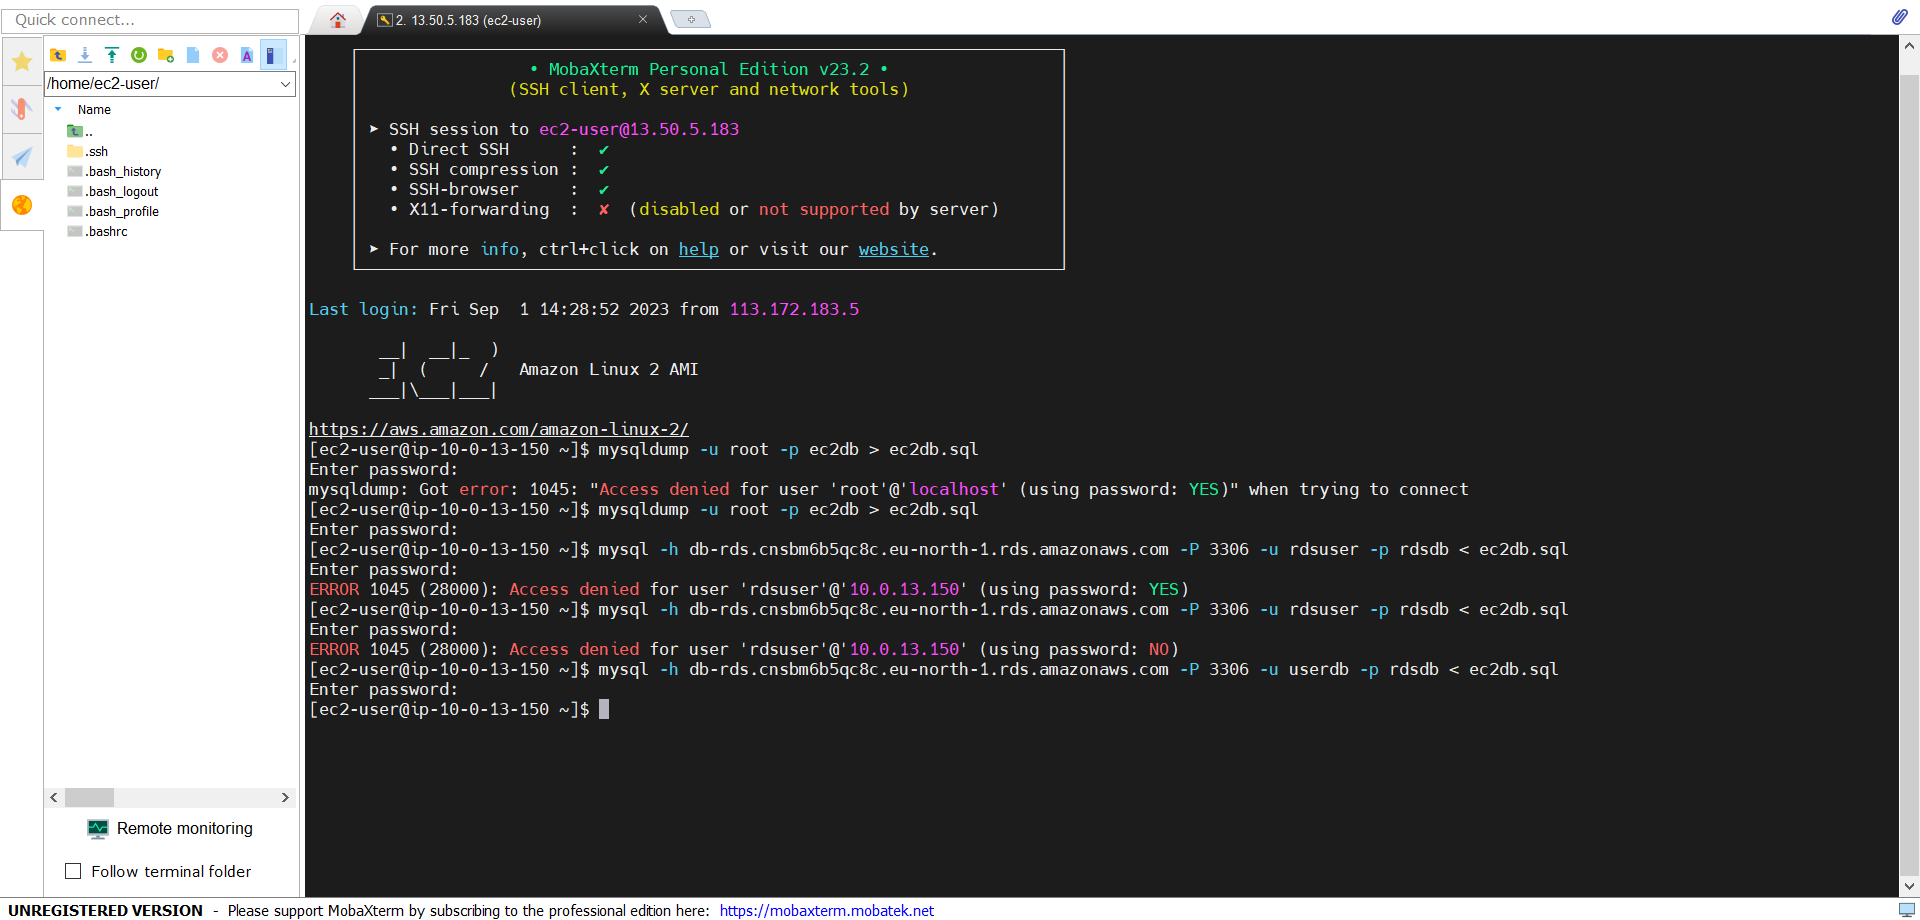 Quick connect...
2. 13.50.5.183 (ec2-user)
/home/ec2-user/
Name
..
.ssh
.bash_history
.bash_logout
.bash_profile
.bashrc
Remote monitoring
Follow terminal folder
• MobaXterm Personal Edition v23.2 •
(SSH client, X server and network tools)
➤ SSH session to ec2-user@13.50.5.183
• Direct SSH : ✔
• SSH compression : ✔
• SSH-browser : ✔
• X11-forwarding : ✘ (disabled or not supported by server)
➤ For more info, ctrl+click on help or visit our website.
Last login: Fri Sep  1 14:28:52 2023 from 113.172.183.5
__|  __|_  )
_|  (     /   Amazon Linux 2 AMI
___|\___|___|
https://aws.amazon.com/amazon-linux-2/
[ec2-user@ip-10-0-13-150 ~]$ mysqldump -u root -p ec2db > ec2db.sql
Enter password:
mysqldump: Got error: 1045: "Access denied for user 'root'@'localhost' (using password: YES)" when trying to connect
[ec2-user@ip-10-0-13-150 ~]$ mysqldump -u root -p ec2db > ec2db.sql
Enter password:
[ec2-user@ip-10-0-13-150 ~]$ mysql -h db-rds.cnsbm6b5qc8c.eu-north-1.rds.amazonaws.com -P 3306 -u rdsuser -p rdsdb < ec2db.sql
Enter password:
ERROR 1045 (28000): Access denied for user 'rdsuser'@'10.0.13.150' (using password: YES)
[ec2-user@ip-10-0-13-150 ~]$ mysql -h db-rds.cnsbm6b5qc8c.eu-north-1.rds.amazonaws.com -P 3306 -u rdsuser -p rdsdb < ec2db.sql
Enter password:
ERROR 1045 (28000): Access denied for user 'rdsuser'@'10.0.13.150' (using password: NO)
[ec2-user@ip-10-0-13-150 ~]$ mysql -h db-rds.cnsbm6b5qc8c.eu-north-1.rds.amazonaws.com -P 3306 -u userdb -p rdsdb < ec2db.sql
Enter password:
[ec2-user@ip-10-0-13-150 ~]$
UNREGISTERED VERSION - Please support MobaXterm by subscribing to the professional edition here: https://mobaxterm.mobatek.net